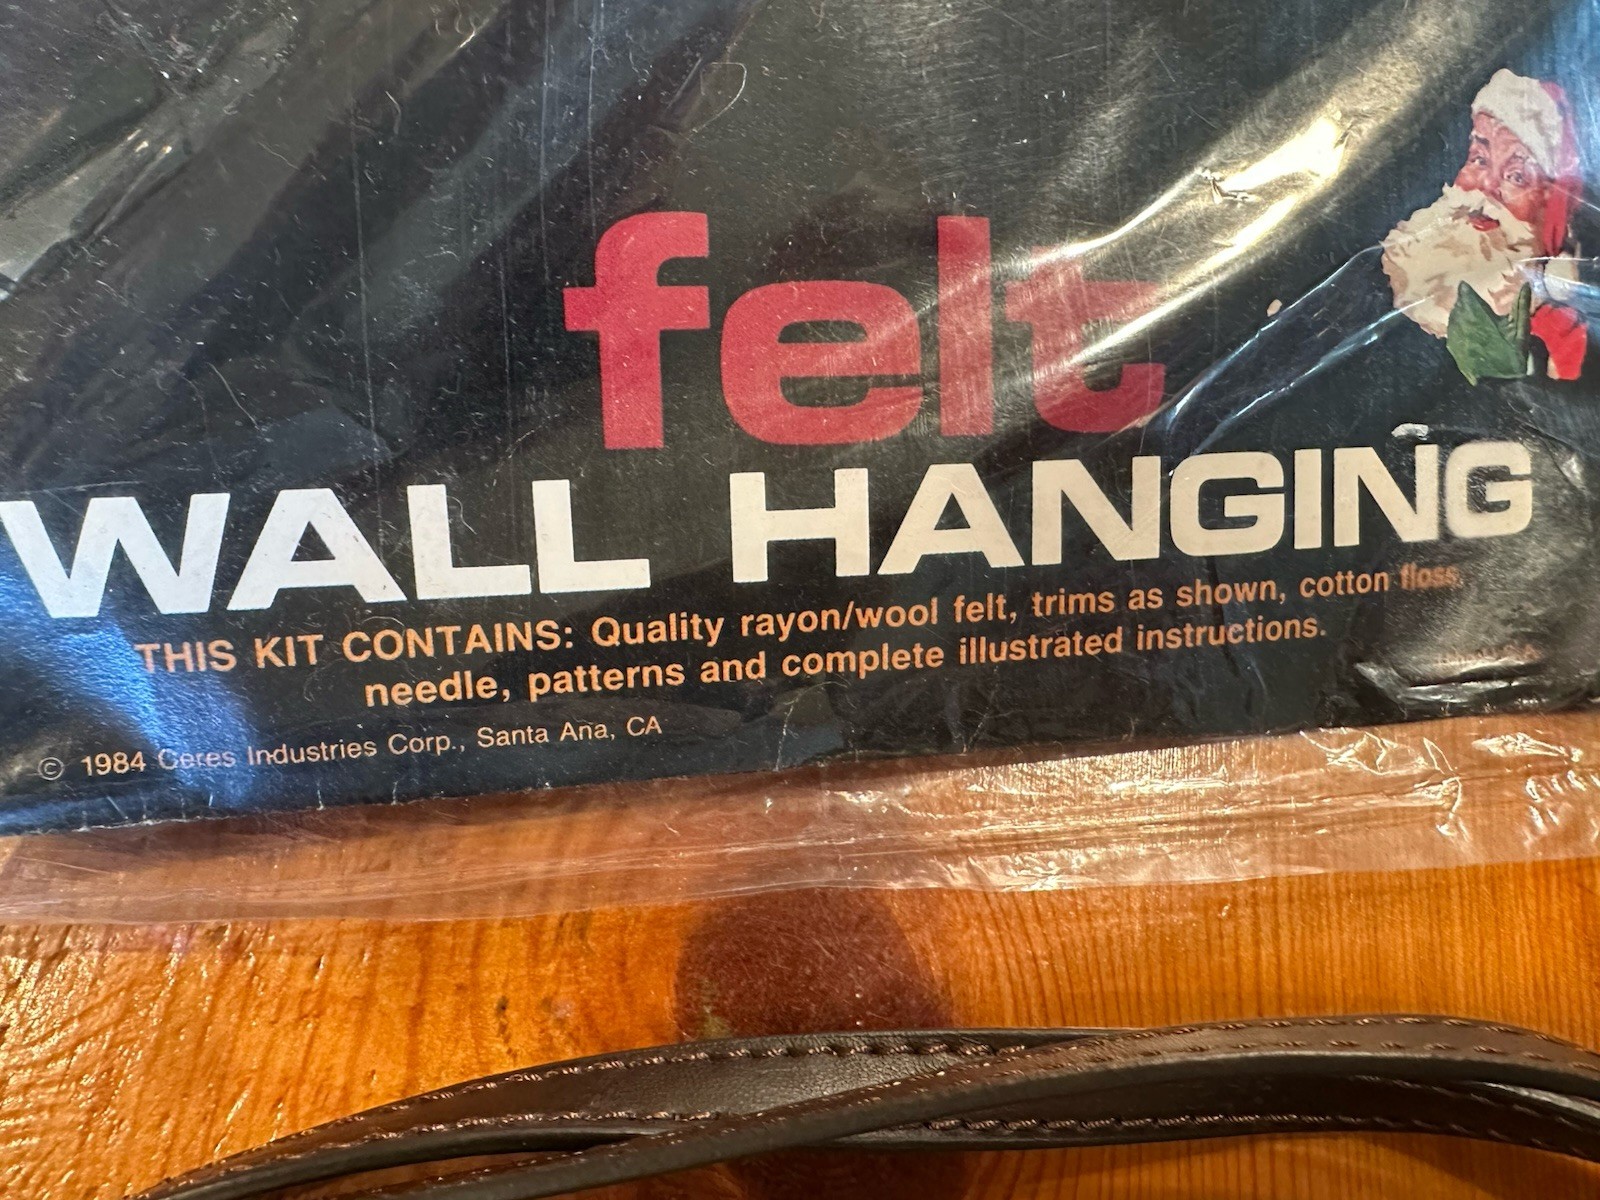 felt
WALL HANGING
THIS KIT CONTAINS: Quality rayon/wool felt, trims as shown, cotton floss,
needle, patterns and complete illustrated instructions.
© 1984 Ceres Industries Corp., Santa Ana, CA